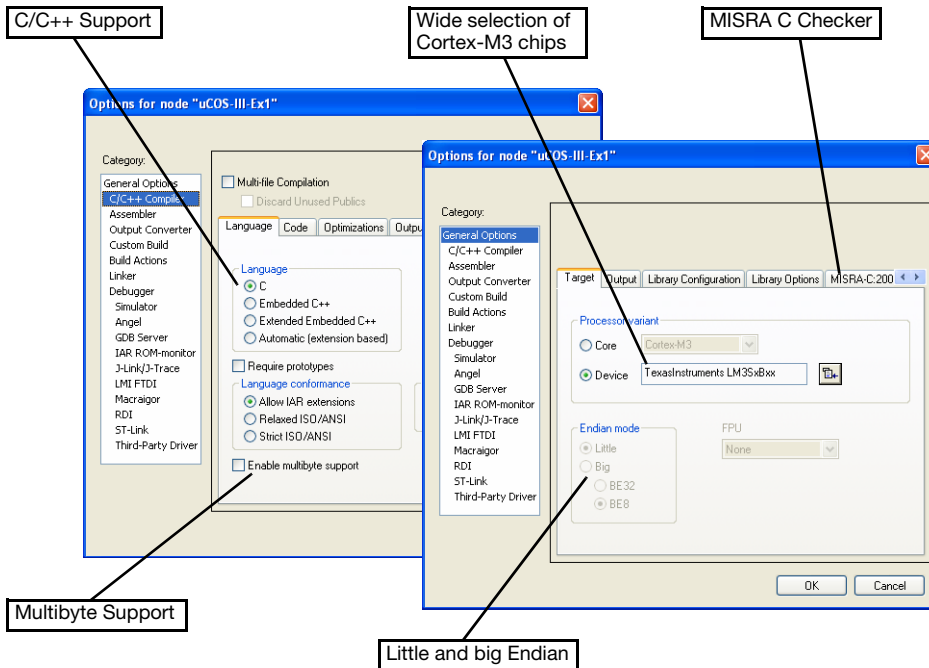 C/C++ Support
Wide selection of
Cortex-M3 chips
MISRA C Checker
Options for node "uCOS-III-Ex1"
Category:
General Options
C/C++ Compiler
Assembler
Output Converter
Custom Build
Build Actions
Linker
Debugger
Simulator
Angel
GDB Server
IAR ROM-monitor
J-Link/J-Trace
LMI FTDI
Macraigor
RDI
ST-Link
Third-Party Driver
Multi-file Compilation
Discard Unused Publics
Language Code Optimizations Outpu
Language
C
Embedded C++
Extended Embedded C++
Automatic (extension based)
Require prototypes
Language conformance
Allow IAR extensions
Relaxed ISO/ANSI
Strict ISO/ANSI
Enable multibyte support
Options for node "uCOS-III-Ex1"
Category:
General Options
C/C++ Compiler
Assembler
Output Converter
Custom Build
Build Actions
Linker
Debugger
Simulator
Angel
GDB Server
IAR ROM-monitor
J-Link/J-Trace
LMI FTDI
Macraigor
RDI
ST-Link
Third-Party Driver
Target Output Library Configuration Library Options MISRA-C:200
Processor variant
Core Cortex-M3
Device TexasInstruments LM3SxBxx
Endian mode
Little
Big
BE32
BE8
FPU
None
OK Cancel
Multibyte Support
Little and big Endian